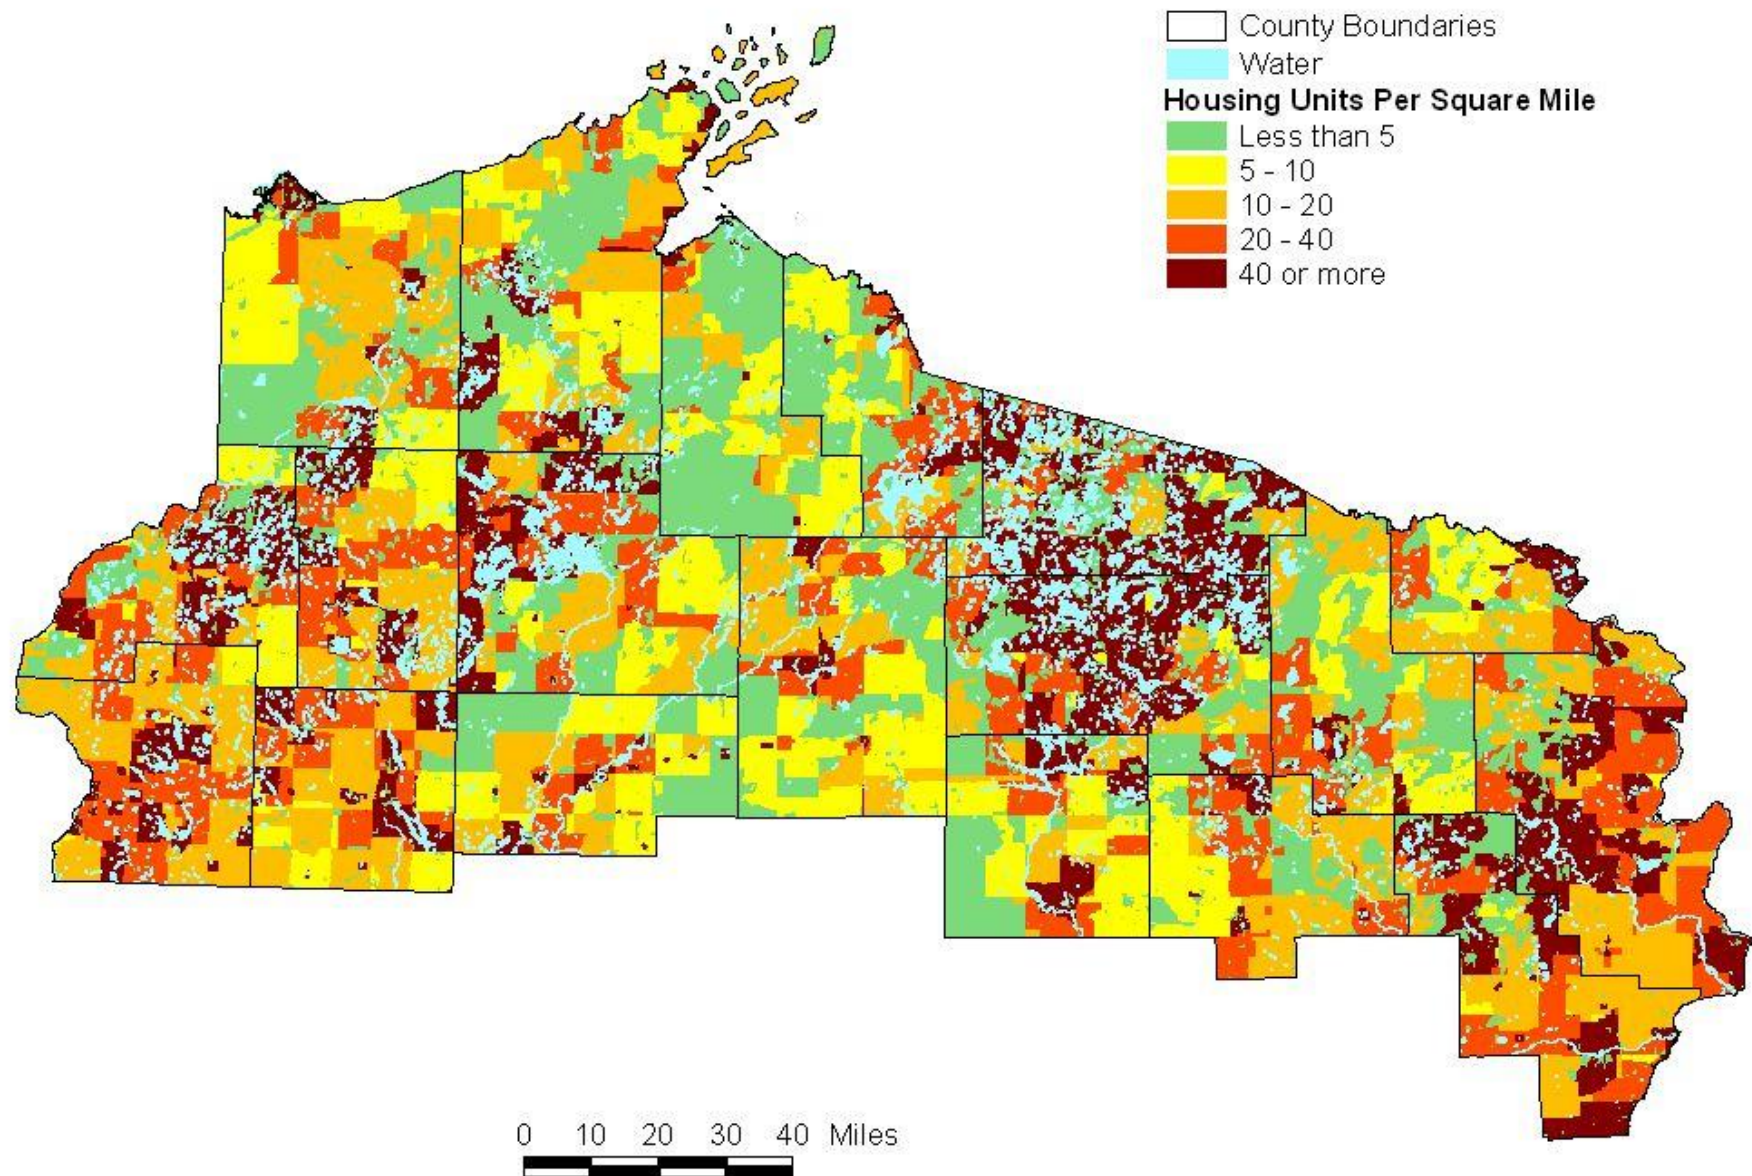 County Boundaries
Water
Housing Units Per Square Mile
Less than 5
5 - 10
10 - 20
20 - 40
40 or more
0 10 20 30 40 Miles